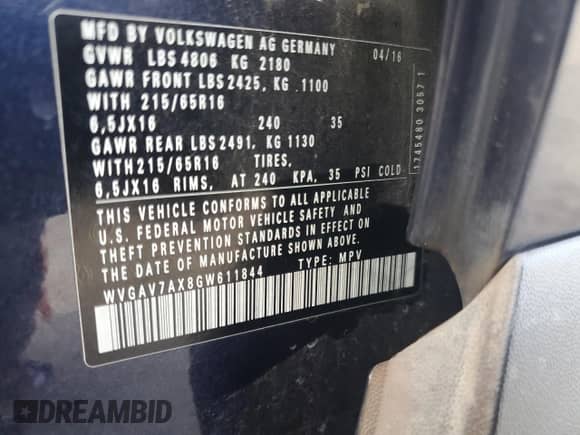 MFD BY VOLKSWAGEN AG GERMANY
GVWR LBS 4806 KG 2180 04/16
GAWR FRONT LBS 2425, KG 1100
WITH 215/65R16
6,5JX16 240 35
GAWR REAR LBS 2491, KG 1130
WITH 215/65R16 TIRES,
6,5JX16 RIMS, AT 240 KPA, 35 PSI COLD
THIS VEHICLE CONFORMS TO ALL APPLICABLE
U.S. FEDERAL MOTOR VEHICLE SAFETY AND
THEFT PREVENTION STANDARDS IN EFFECT ON
THE DATE OF MANUFACTURE SHOWN ABOVE.
WVGAV7AX8GW611844 TYPE: MPV
1745480 3057 1
DREAMBID